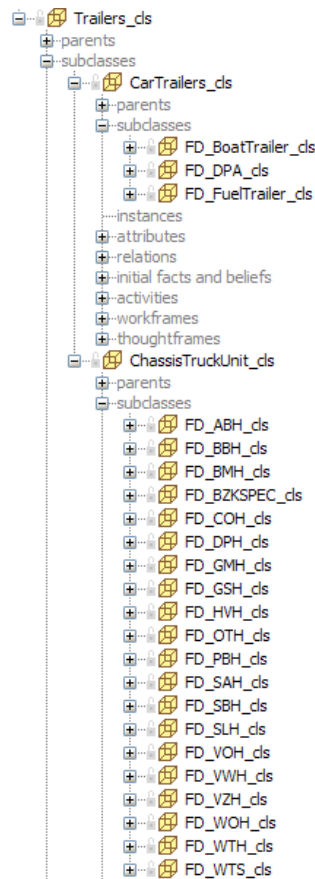 Trailers_cls
parents
subclasses
CarTrailers_cls
parents
subclasses
FD_BoatTrailer_cls
FD_DPA_cls
FD_FuelTrailer_cls
instances
attributes
relations
initial facts and beliefs
activities
workframes
thoughtframes
ChassisTruckUnit_cls
parents
subclasses
FD_ABH_cls
FD_BBH_cls
FD_BMH_cls
FD_BZKSPEC_cls
FD_COH_cls
FD_DPH_cls
FD_GMH_cls
FD_GSH_cls
FD_HVH_cls
FD_OTH_cls
FD_PBH_cls
FD_SAH_cls
FD_SBH_cls
FD_SLH_cls
FD_VOH_cls
FD_VWH_cls
FD_VZH_cls
FD_WOH_cls
FD_WTH_cls
FD_WTS_cls